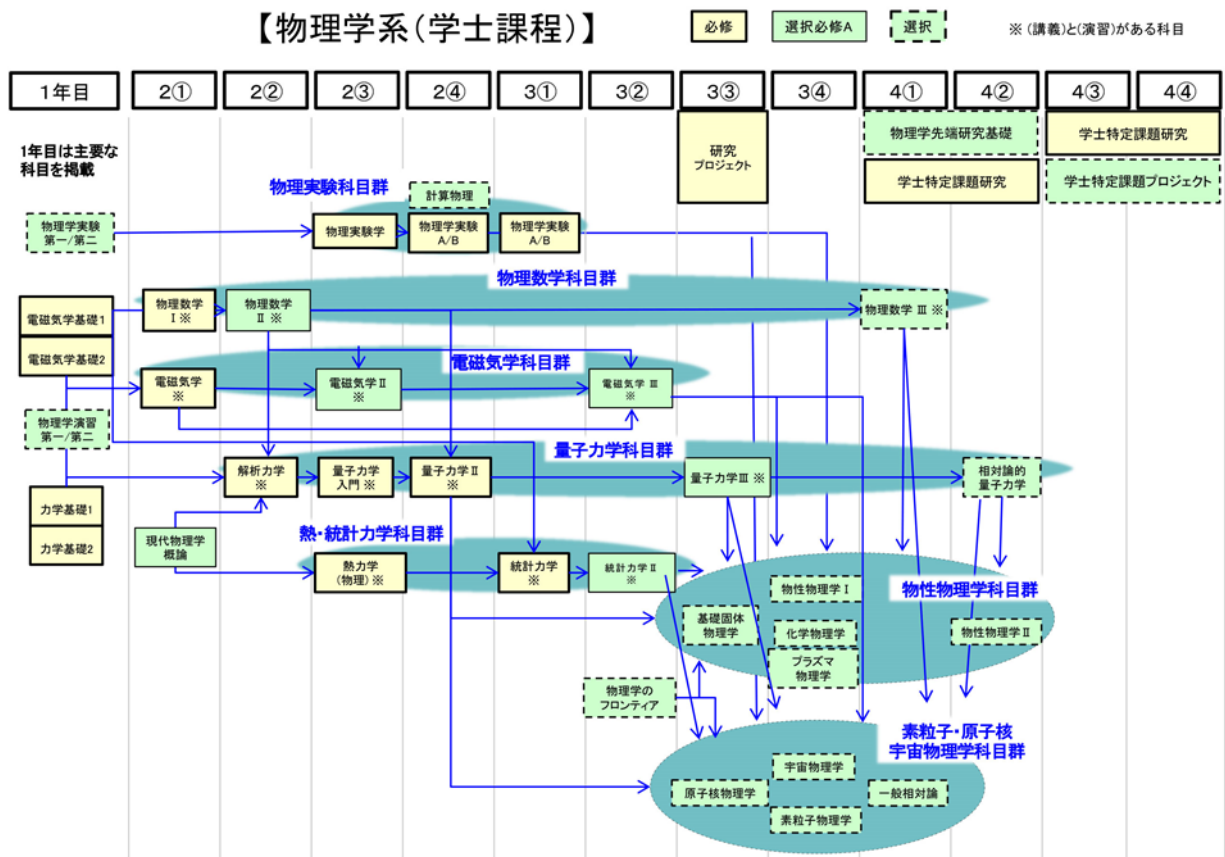 【物理学系(学士課程)】
必修
選択必修A
選択
※ (講義)と(演習)がある科目
1年目
2①
2②
2③
2④
3①
3②
3③
3④
4①
4②
4③
4④
1年目は主要な
科目を掲載
研究
プロジェクト
物理学先端研究基礎
学士特定課題研究
学士特定課題研究
学士特定課題プロジェクト
物理実験科目群
計算物理
物理学実験
第一/第二
物理実験学
物理学実験
A/B
物理学実験
A/B
物理数学科目群
電磁気学基礎1
電磁気学基礎2
物理数学
Ⅰ ※
物理数学
Ⅱ ※
物理数学 Ⅲ ※
電磁気学科目群
電磁気学
※
電磁気学Ⅱ
※
電磁気学 Ⅲ
※
物理学演習
第一/第二
量子力学科目群
解析力学
※
量子力学
入門 ※
量子力学Ⅱ
※
量子力学Ⅲ ※
相対論的
量子力学
力学基礎1
力学基礎2
現代物理学
概論
熱・統計力学科目群
熱力学
(物理)※
統計力学
※
統計力学Ⅱ
※
物性物理学科目群
物性物理学Ⅰ
基礎固体
物理学
化学物理学
プラズマ
物理学
物性物理学Ⅱ
物理学の
フロンティア
素粒子・原子核
宇宙物理学科目群
宇宙物理学
原子核物理学
一般相対論
素粒子物理学